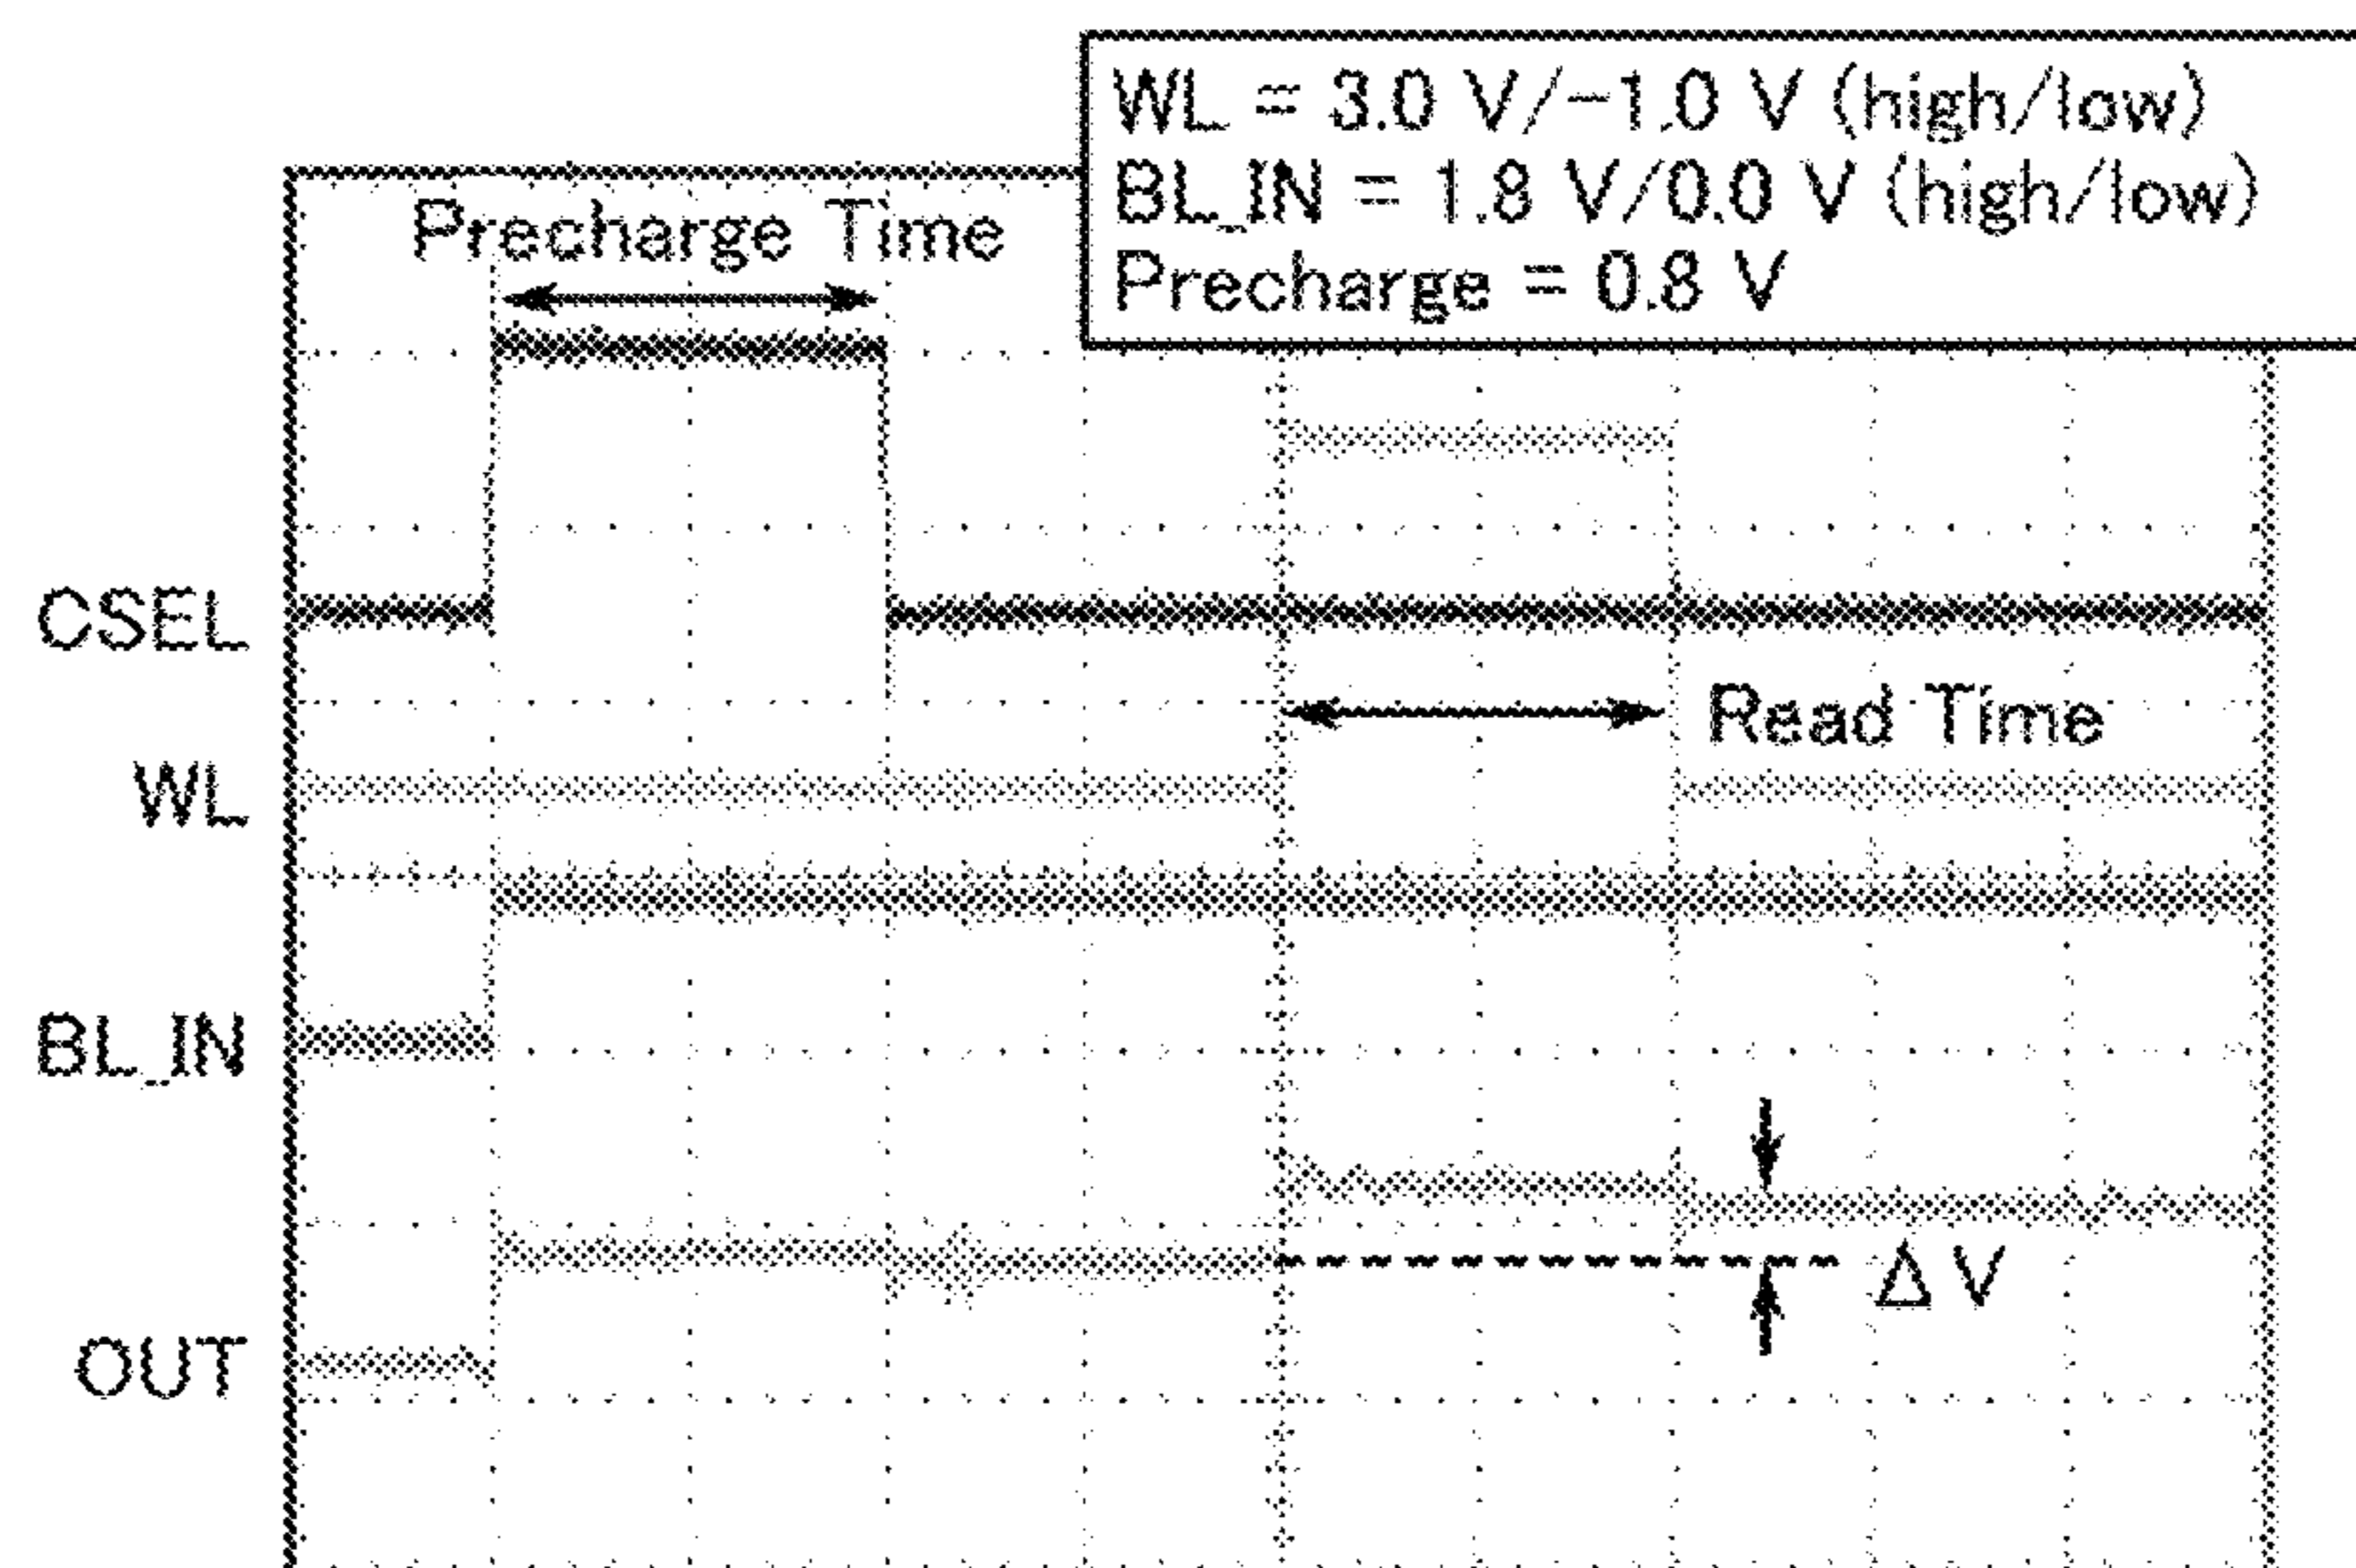 WL = 3.0 V/-1.0 V (high/low)
BL_IN = 1.8 V/0.0 V (high/low)
Precharge = 0.8 V
Precharge Time
CSEL
Read Time
WL
BL_IN
ΔV
OUT